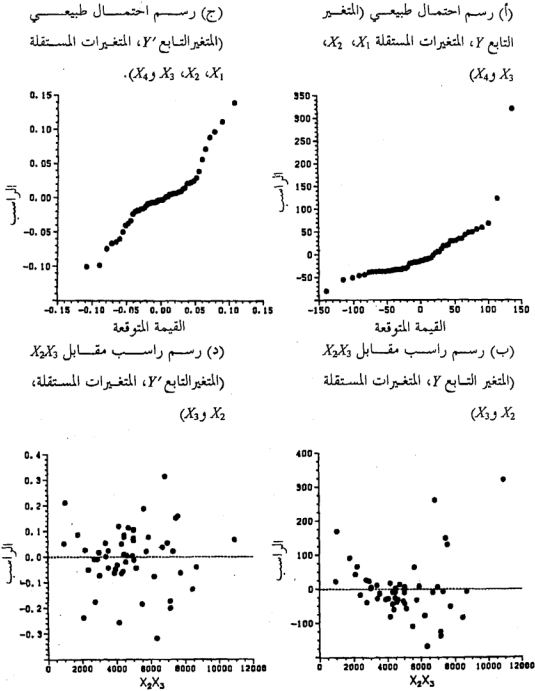 (أ) رسم احتمال طبيعي (المتغير
التابع Y، المتغيرات المستقلة X1، X2،
X3 وX4)
350
300
250
200
150
100
50
0
-50
-150
-100
-50
0
50
100
150
الراسب
القيمة المتوقعة
(ج) رسم احتمال طبيعي
(المتغير التابع Y′، المتغيرات المستقلة
X1، X2، X3 وX4).
0.15
0.10
0.05
0.00
-0.05
-0.10
-0.15
-0.10
-0.05
0.00
0.05
0.10
0.15
الراسب
القيمة المتوقعة
(ب) رسم راسب مقابل X2X3
(المتغير التابع Y، المتغيرات المستقلة
X2 وX3)
400
300
200
100
0
-100
0
2000
4000
6000
8000
10000
12000
الراسب
X2X3
(د) رسم راسب مقابل X2X3
(المتغير التابع Y′، المتغيرات المستقلة،
X2 وX3)
0.4
0.3
0.2
0.1
0.0
-0.1
-0.2
-0.3
0
2000
4000
6000
8000
10000
12000
الراسب
X2X3